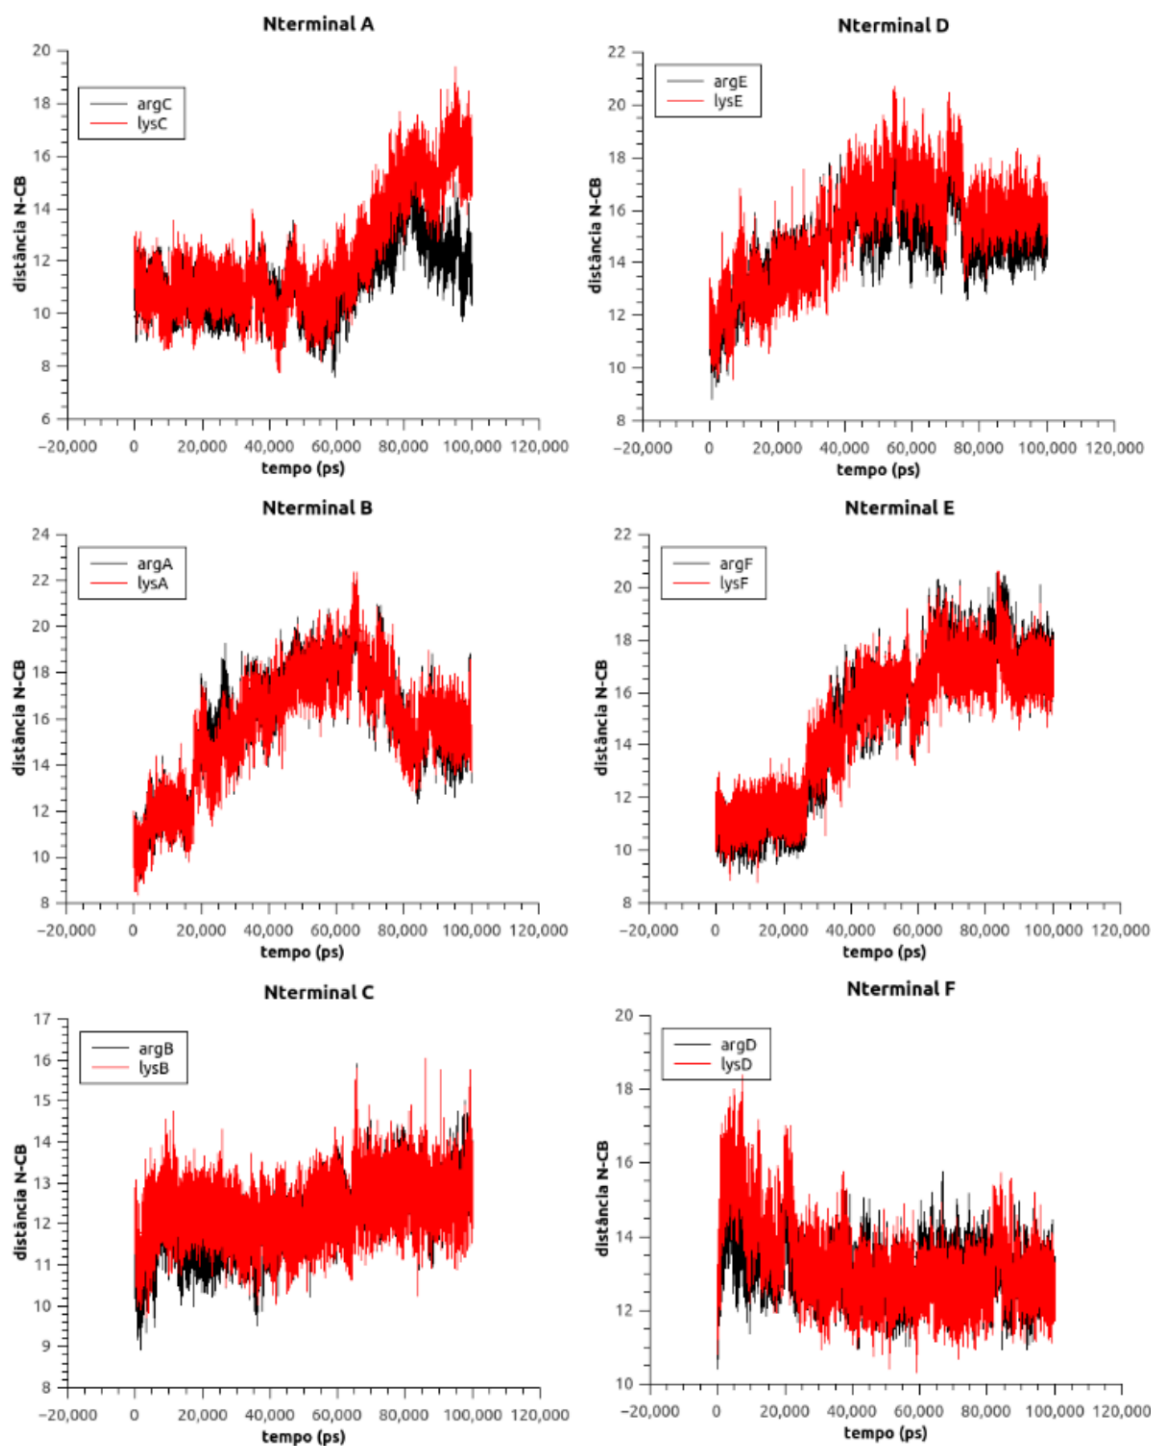 Nterminal A
20
18
16
14
12
10
8
6
distância N-CB
argC
lysC
−20,000 0 20,000 40,000 60,000 80,000 100,000 120,000
tempo (ps)
Nterminal D
22
20
18
16
14
12
10
8
distância N-CB
argE
lysE
−20,000 0 20,000 40,000 60,000 80,000 100,000 120,000
tempo (ps)
Nterminal B
24
22
20
18
16
14
12
10
8
distância N-CB
argA
lysA
−20,000 0 20,000 40,000 60,000 80,000 100,000 120,000
tempo (ps)
Nterminal E
22
20
18
16
14
12
10
8
distância N-CB
argF
lysF
−20,000 0 20,000 40,000 60,000 80,000 100,000 120,000
tempo (ps)
Nterminal C
17
16
15
14
13
12
11
10
9
8
distância N-CB
argB
lysB
−20,000 0 20,000 40,000 60,000 80,000 100,000 120,000
tempo (ps)
Nterminal F
20
18
16
14
12
10
distância N-CB
argD
lysD
−20,000 0 20,000 40,000 60,000 80,000 100,000 120,000
tempo (ps)